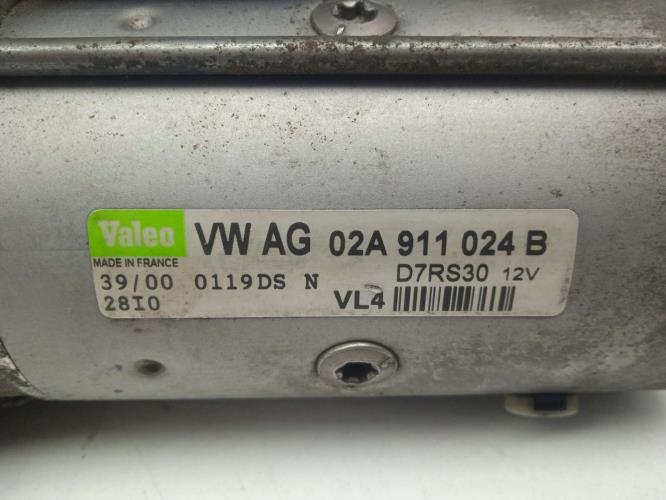 Valeo VW AG 02A 911 024 B
MADE IN FRANCE D7RS30 12V
39/00 0119DS N
28I0 VL4